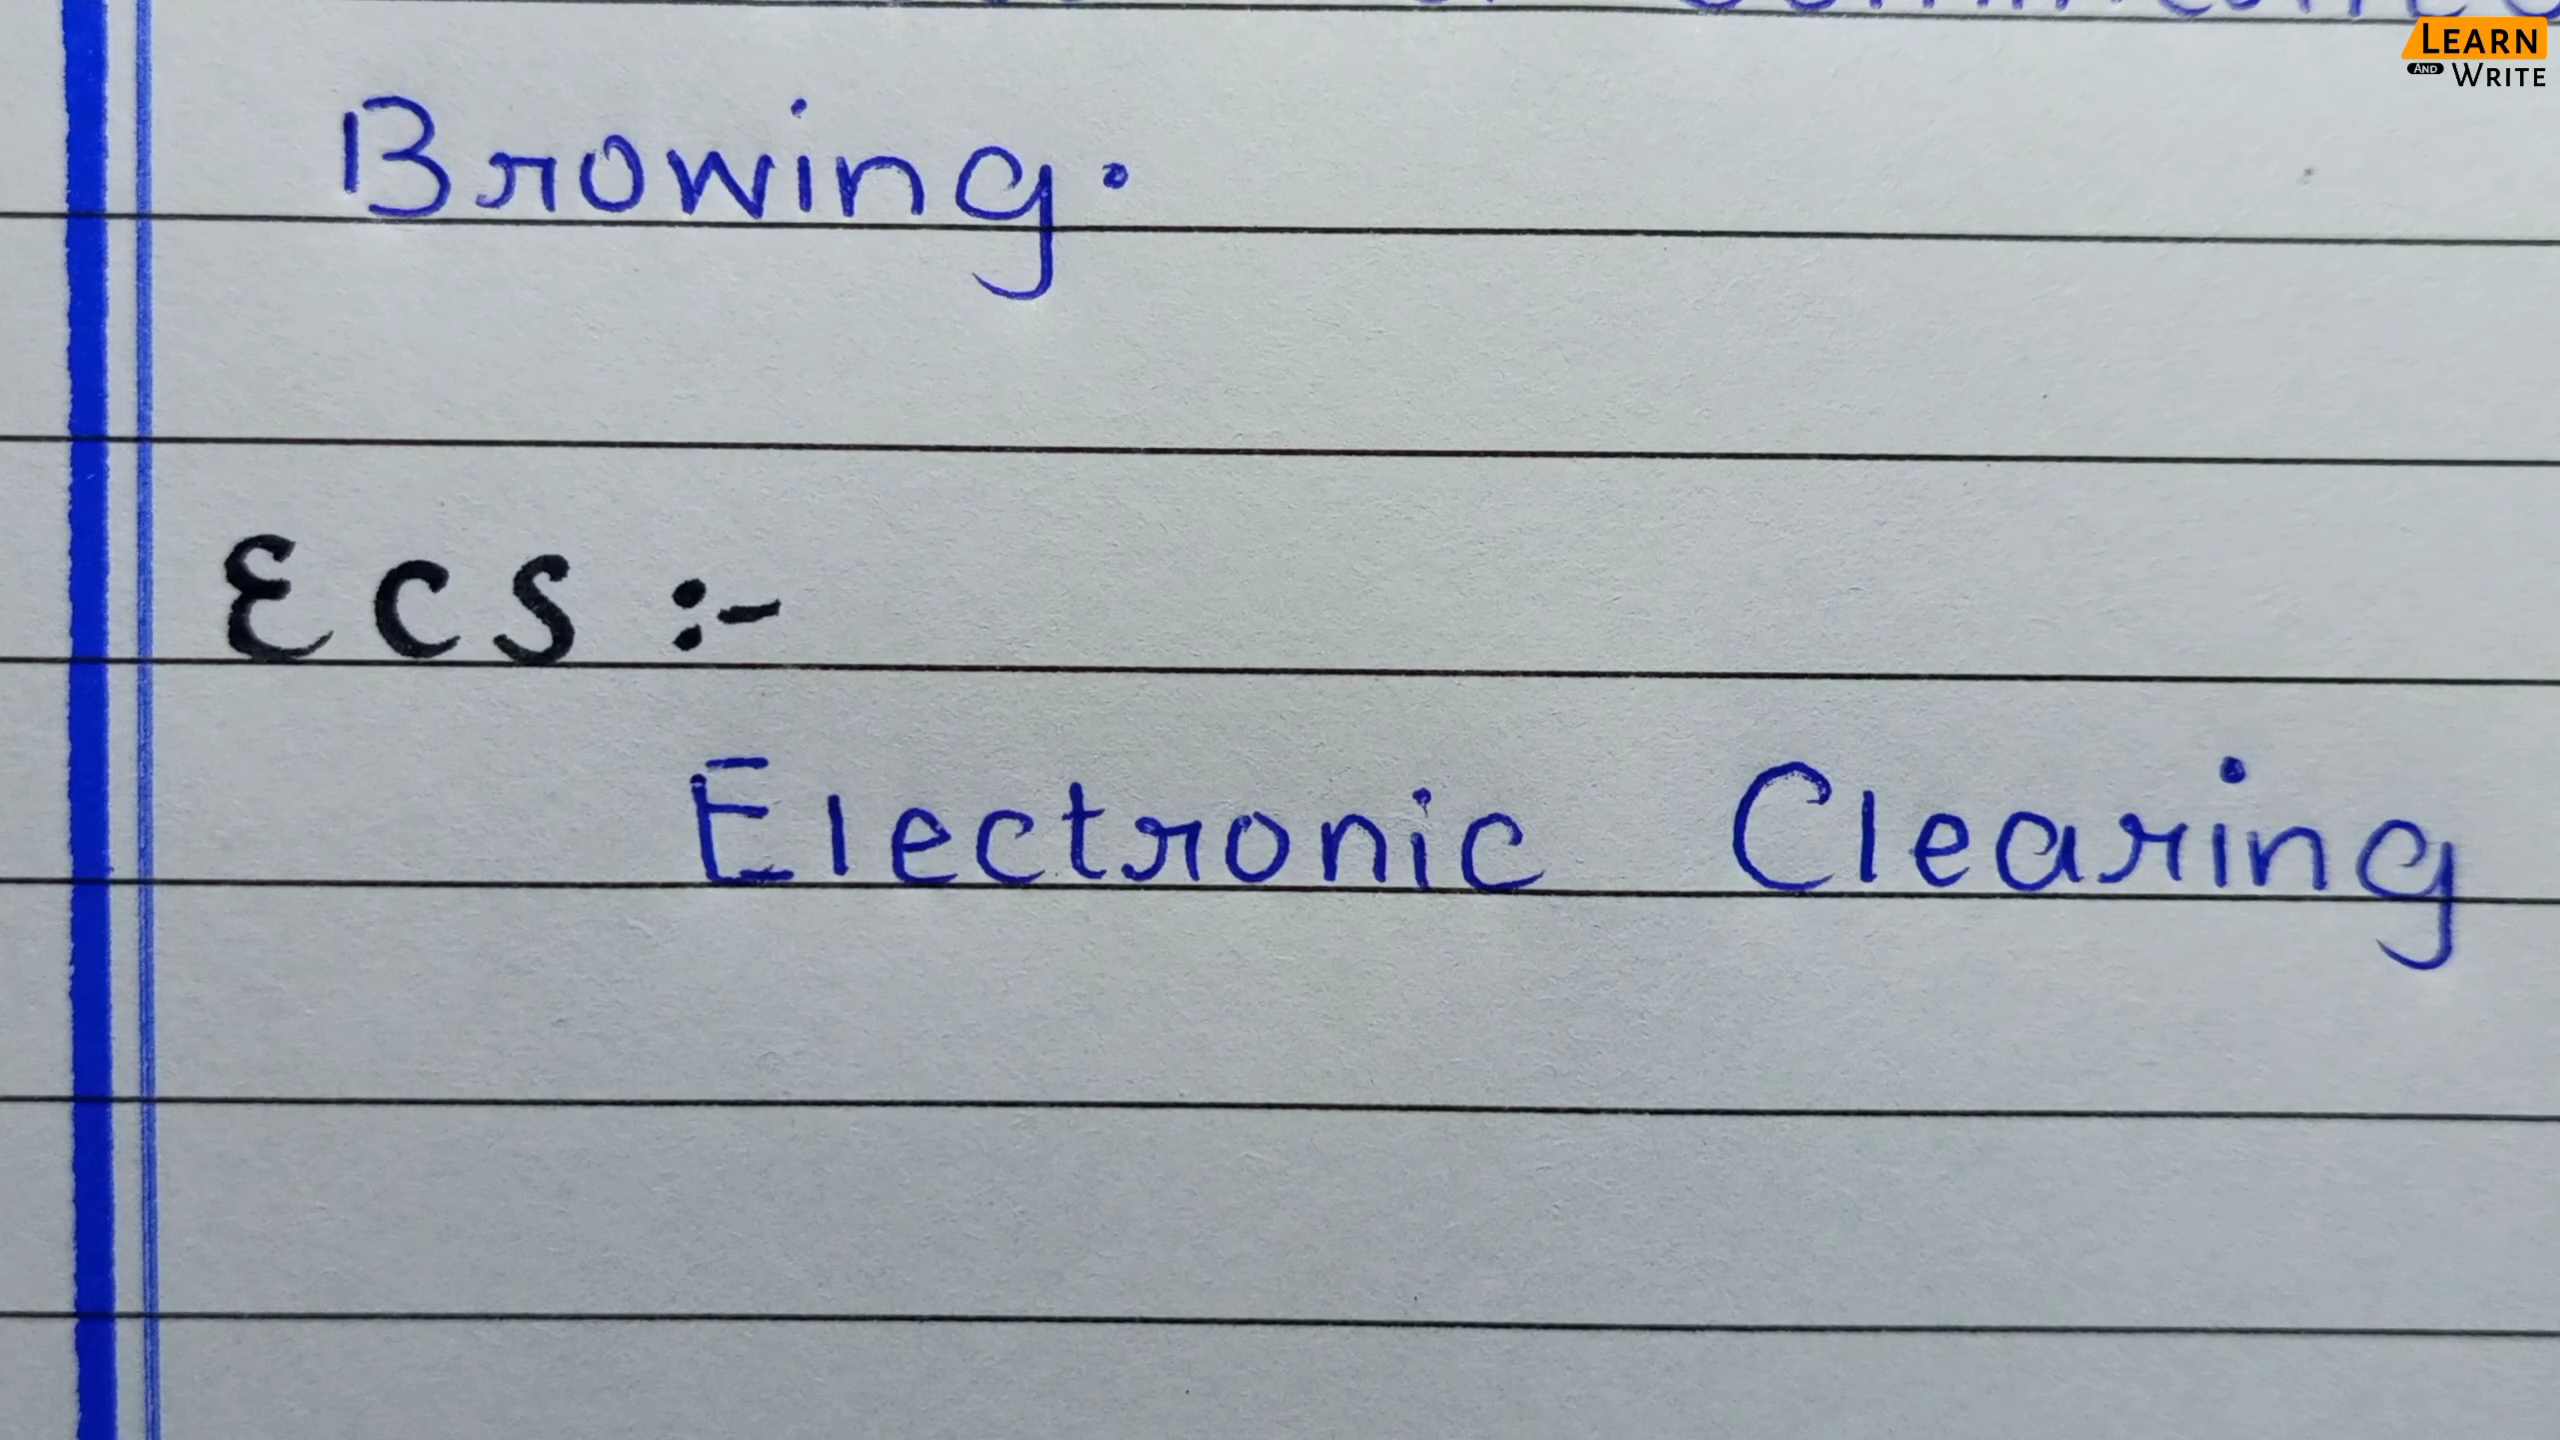 Browing.
ECS :-
Electronic Clearing
LEARN
AND WRITE